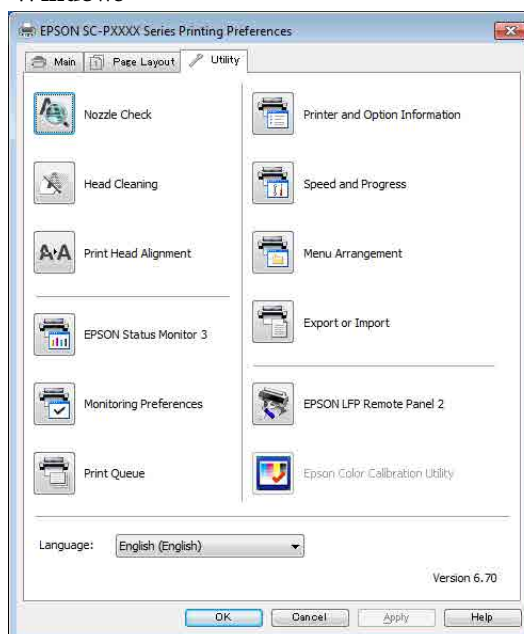 Windows
EPSON SC-PXXXX Series Printing Preferences
Main
Page Layout
Utility
Nozzle Check
Printer and Option Information
Head Cleaning
Speed and Progress
Print Head Alignment
Menu Arrangement
EPSON Status Monitor 3
Export or Import
Monitoring Preferences
EPSON LFP Remote Panel 2
Print Queue
Epson Color Calibration Utility
Language:
English (English)
Version 6.70
OK
Cancel
Apply
Help